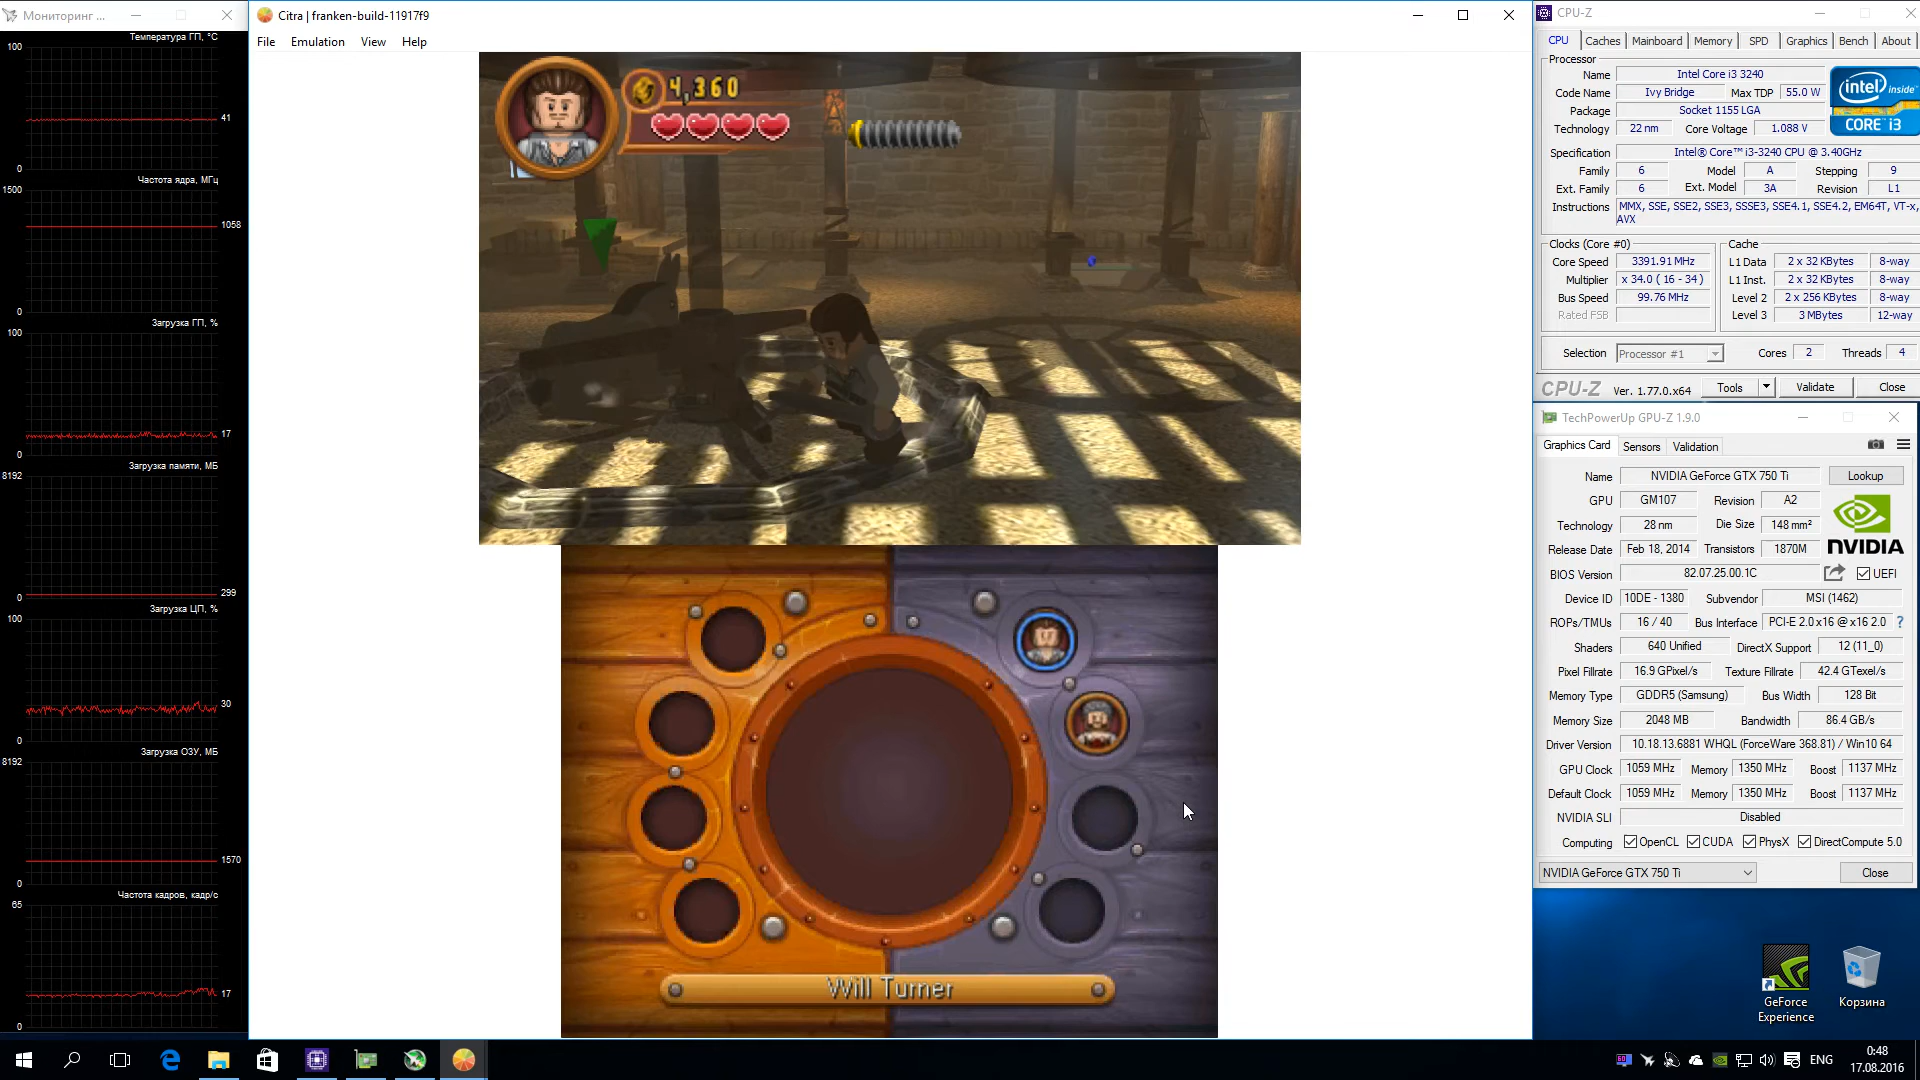 Мониторинг ...
Температура ГП, °C
100
41
0
Частота ядра, МГц
1500
1058
0
Загрузка ГП, %
100
17
0
Загрузка памяти, МБ
8192
299
0
Загрузка ЦП, %
100
30
0
Загрузка ОЗУ, МБ
8192
1570
0
Частота кадров, кадр/с
65
17
0
Citra | franken-build-11917f9
File Emulation View Help
4,360
Will Turner
CPU-Z
CPU Caches Mainboard Memory SPD Graphics Bench About
Processor
Name Intel Core i3 3240
Code Name Ivy Bridge Max TDP 55.0 W
Package Socket 1155 LGA
Technology 22 nm Core Voltage 1.088 V
intel inside
CORE i3
Specification Intel® Core™ i3-3240 CPU @ 3.40GHz
Family 6 Model A Stepping 9
Ext. Family 6 Ext. Model 3A Revision L1
Instructions MMX, SSE, SSE2, SSE3, SSSE3, SSE4.1, SSE4.2, EM64T, VT-x,
AVX
Clocks (Core #0)
Core Speed 3391.91 MHz
Multiplier x 34.0 ( 16 - 34 )
Bus Speed 99.76 MHz
Rated FSB
Cache
L1 Data 2 x 32 KBytes 8-way
L1 Inst. 2 x 32 KBytes 8-way
Level 2 2 x 256 KBytes 8-way
Level 3 3 MBytes 12-way
Selection Processor #1 Cores 2 Threads 4
CPU-Z Ver. 1.77.0.x64 Tools Validate Close
TechPowerUp GPU-Z 1.9.0
Graphics Card Sensors Validation
Name NVIDIA GeForce GTX 750 Ti Lookup
GPU GM107 Revision A2
Technology 28 nm Die Size 148 mm²
Release Date Feb 18, 2014 Transistors 1870M
NVIDIA
BIOS Version 82.07.25.00.1C UEFI
Device ID 10DE - 1380 Subvendor MSI (1462)
ROPs/TMUs 16 / 40 Bus Interface PCI-E 2.0 x16 @ x16 2.0 ?
Shaders 640 Unified DirectX Support 12 (11_0)
Pixel Fillrate 16.9 GPixel/s Texture Fillrate 42.4 GTexel/s
Memory Type GDDR5 (Samsung) Bus Width 128 Bit
Memory Size 2048 MB Bandwidth 86.4 GB/s
Driver Version 10.18.13.6881 WHQL (ForceWare 368.81) / Win10 64
GPU Clock 1059 MHz Memory 1350 MHz Boost 1137 MHz
Default Clock 1059 MHz Memory 1350 MHz Boost 1137 MHz
NVIDIA SLI Disabled
Computing OpenCL CUDA PhysX DirectCompute 5.0
NVIDIA GeForce GTX 750 Ti Close
GeForce
Experience
Корзина
60
ENG
0:48
17.08.2016